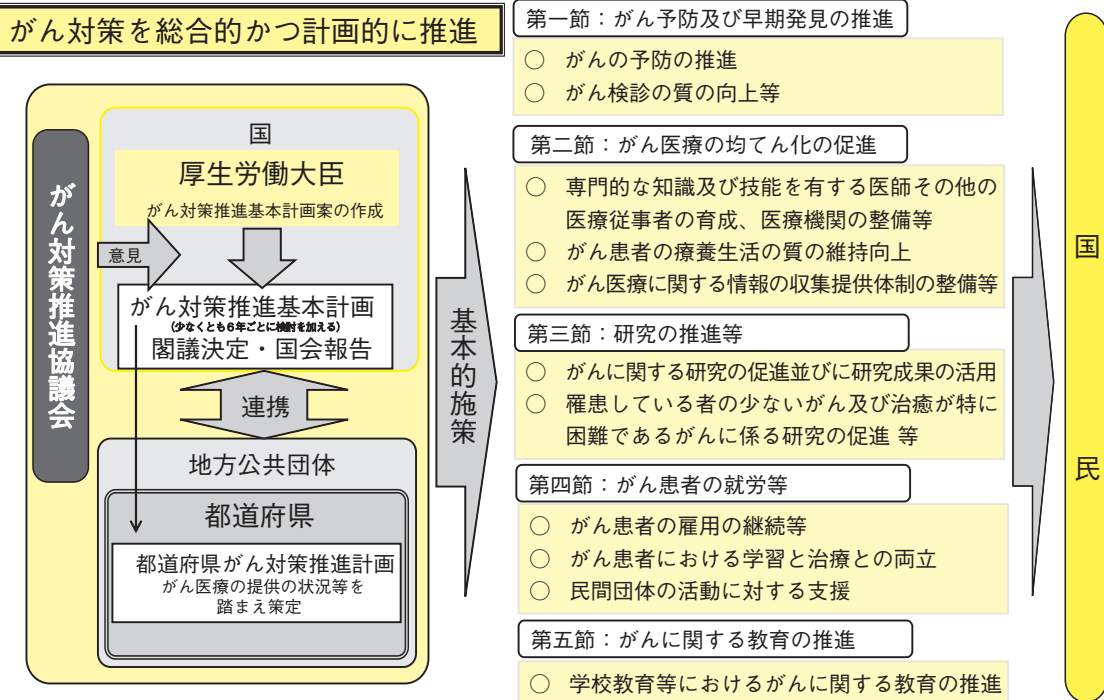 がん対策を総合的かつ計画的に推進
がん対策推進協議会
国
厚生労働大臣
がん対策推進基本計画案の作成
意見
がん対策推進基本計画
(少なくとも6年ごとに検討を加える)
閣議決定・国会報告
連携
地方公共団体
都道府県
都道府県がん対策推進計画
がん医療の提供の状況等を
踏まえ策定
基本的施策
第一節：がん予防及び早期発見の推進
○ がんの予防の推進
○ がん検診の質の向上等
第二節：がん医療の均てん化の促進
○ 専門的な知識及び技能を有する医師その他の
医療従事者の育成、医療機関の整備等
○ がん患者の療養生活の質の維持向上
○ がん医療に関する情報の収集提供体制の整備等
第三節：研究の推進等
○ がんに関する研究の促進並びに研究成果の活用
○ 罹患している者の少ないがん及び治癒が特に
困難であるがんに係る研究の促進 等
第四節：がん患者の就労等
○ がん患者の雇用の継続等
○ がん患者における学習と治療との両立
○ 民間団体の活動に対する支援
第五節：がんに関する教育の推進
○ 学校教育等におけるがんに関する教育の推進
国民